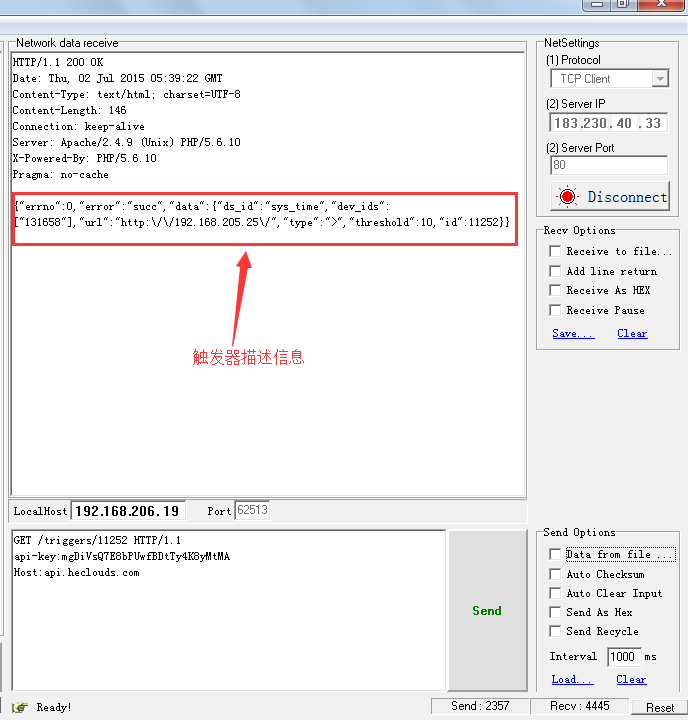 Network data receive
HTTP/1.1 200 OK
Date: Thu, 02 Jul 2015 05:39:22 GMT
Content-Type: text/html; charset=UTF-8
Content-Length: 146
Connection: keep-alive
Server: Apache/2.4.9 (Unix) PHP/5.6.10
X-Powered-By: PHP/5.6.10
Pragma: no-cache
{"errno":0,"error":"succ","data":{"ds_id":"sys_time","dev_ids":
["131658"],"url":"http:\/\/192.168.205.25\/","type":">","threshold":10,"id":11252}}
触发器描述信息
LocalHost 192.168.206.19 Port 62513
GET /triggers/11252 HTTP/1.1
api-key:mgDiVsQ7E8bPUwfBDtTy4K8yMtMA
Host:api.heclouds.com
Send
NetSettings
(1) Protocol
TCP Client
(2) Server IP
183.230.40.33
(2) Server Port
80
Disconnect
Recv Options
Receive to file...
Add line return
Receive As HEX
Receive Pause
Save... Clear
Send Options
Data from file ...
Auto Checksum
Auto Clear Input
Send As Hex
Send Recycle
Interval 1000 ms
Load... Clear
Ready! Send : 2357 Recv : 4445 Reset